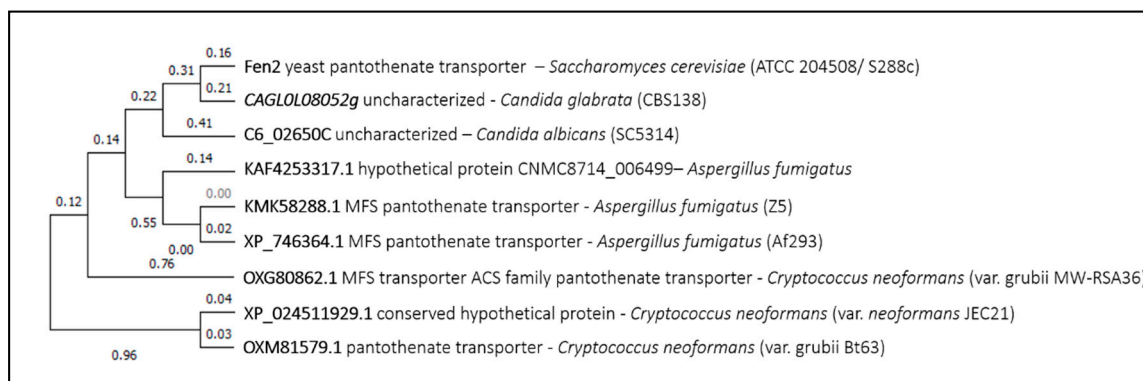 0.16
Fen2 yeast pantothenate transporter – Saccharomyces cerevisiae (ATCC 204508/ S288c)
0.31
0.21
CAGL0L08052g uncharacterized - Candida glabrata (CBS138)
0.22
0.41
C6_02650C uncharacterized – Candida albicans (SC5314)
0.14
0.14
KAF4253317.1 hypothetical protein CNMC8714_006499– Aspergillus fumigatus
0.00
0.12
KMK58288.1 MFS pantothenate transporter - Aspergillus fumigatus (Z5)
0.55
0.02
XP_746364.1 MFS pantothenate transporter - Aspergillus fumigatus (Af293)
0.00
0.76
OXG80862.1 MFS transporter ACS family pantothenate transporter - Cryptococcus neoformans (var. grubii MW-RSA36)
0.04
XP_024511929.1 conserved hypothetical protein - Cryptococcus neoformans (var. neoformans JEC21)
0.03
OXM81579.1 pantothenate transporter - Cryptococcus neoformans (var. grubii Bt63)
0.96